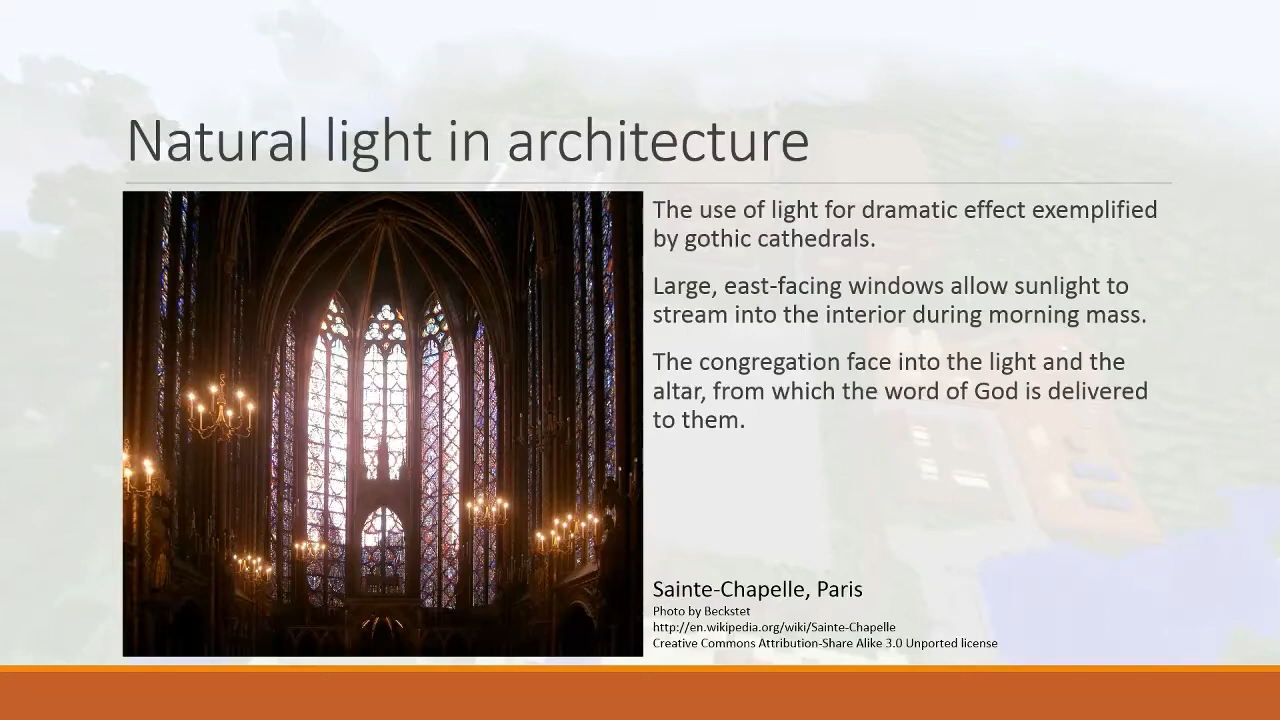 Natural light in architecture
The use of light for dramatic effect exemplified
by gothic cathedrals.
Large, east-facing windows allow sunlight to
stream into the interior during morning mass.
The congregation face into the light and the
altar, from which the word of God is delivered
to them.
Sainte-Chapelle, Paris
Photo by Beckstet
http://en.wikipedia.org/wiki/Sainte-Chapelle
Creative Commons Attribution-Share Alike 3.0 Unported license